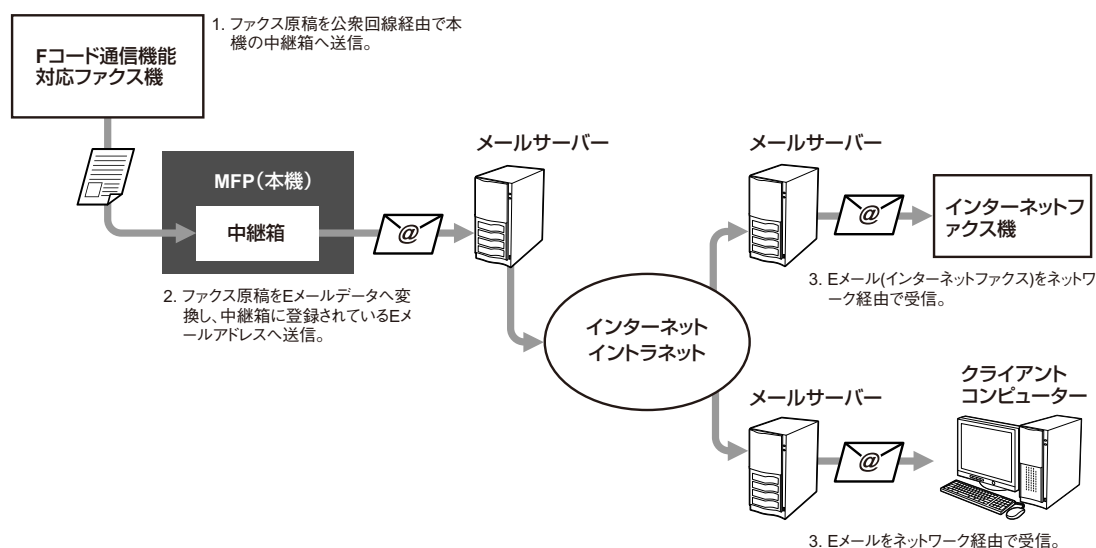 1. ファクス原稿を公衆回線経由で本
機の中継箱へ送信。
Fコード通信機能
対応ファクス機
MFP(本機)
中継箱
@
メールサーバー
2. ファクス原稿をEメールデータへ変
換し、中継箱に登録されているEメ
ールアドレスへ送信。
インターネット
イントラネット
メールサーバー
@
インターネットフ
ァクス機
3. Eメール(インターネットファクス)をネットワ
ーク経由で受信。
メールサーバー
@
クライアント
コンピューター
3. Eメールをネットワーク経由で受信。